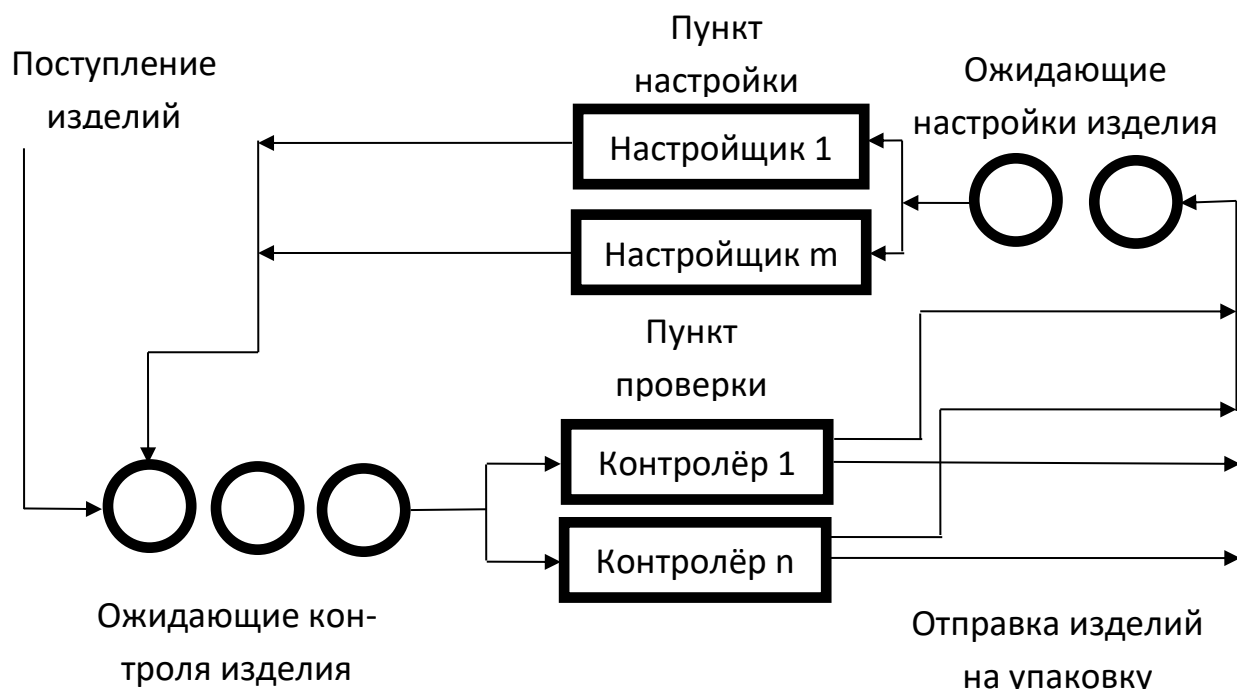 Поступление
изделий
Пункт
настройки
Ожидающие
настройки изделия
Настройщик 1
Настройщик m
Пункт
проверки
Контролёр 1
Контролёр n
Ожидающие кон-
троля изделия
Отправка изделий
на упаковку